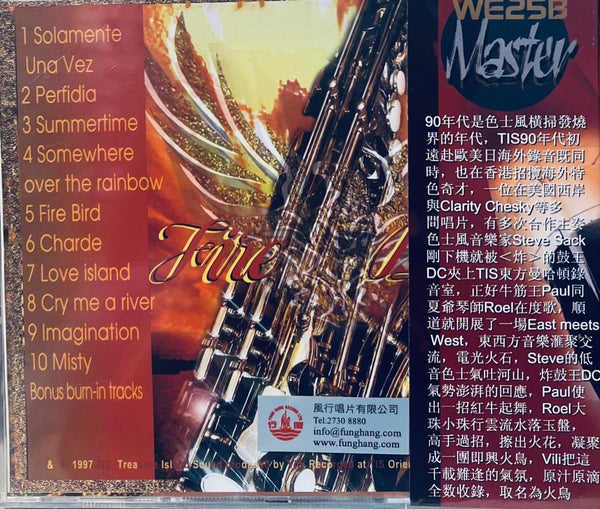 1 Solamente
Una Vez
2 Perfidia
3 Summertime
4 Somewhere
over the rainbow
5 Fire Bird
6 Charde
7 Love island
8 Cry me a river
9 Imagination
10 Misty
Bonus burn-in tracks
Fire
風行唱片有限公司
Tel.2730 8880
info@funghang.com
www.funghang.com
P & © 1997 TIS Treasure Isl
Sound
by
Recorded at TIS Orie
WE25B
Master
90年代是色士風橫掃發燒
界的年代，TIS90年代初
遠赴歐美日海外錄音既同
時，也在香港招攬海外奇
色奇才，一位在美國西岸
與Clarity Chesky等多
間唱片，有多次合作主奏
色士風音樂家Steve Sack
剛下機就被<炸>的鼓王
DC夾上TIS東方曼哈頓錄
音室，正好牛筋王Paul同
夏爺琴師Roel在度歌，順
道就開展了一場East meets
West，東西方音樂滙聚交
流，電光火石，Steve的低
音色士氣吐河山，炸鼓王DC
氣勢澎湃的回應，Paul使
出一招紅牛起舞，Roel大
珠小珠行雲流水落玉盤，
高手過招，擦出火花，凝聚
成一團即興火鳥，Vili把這
千載難逢的氣氛，原汁原滴
全數收錄，取名為火鳥